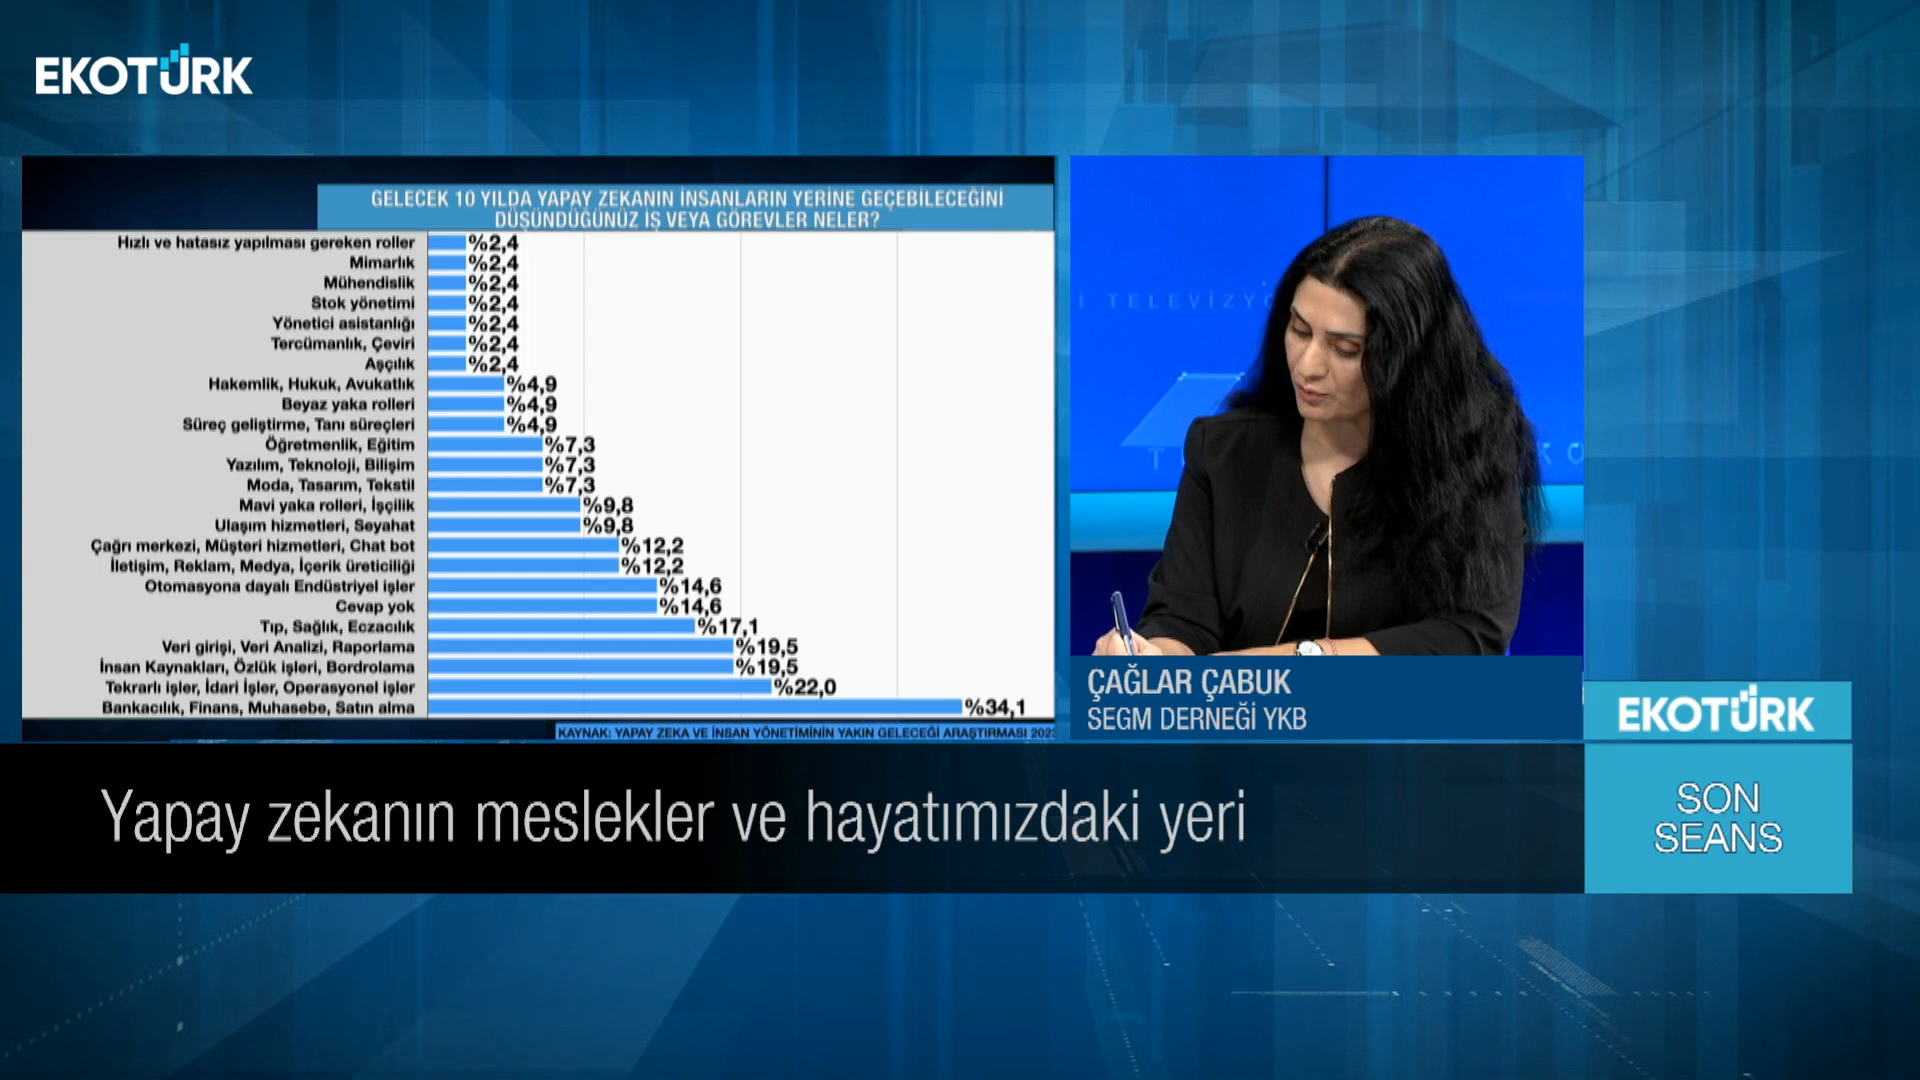 EKOTÜRK
GELECEK 10 YILDA YAPAY ZEKANIN İNSANLARIN YERİNE GEÇEBİLECEĞİNİ
DÜŞÜNDÜĞÜNÜZ İŞ VEYA GÖREVLER NELER?
Hızlı ve hatasız yapılması gereken roller %2,4
Mimarlık %2,4
Mühendislik %2,4
Stok yönetimi %2,4
Yönetici asistanlığı %2,4
Tercümanlık, Çeviri %2,4
Aşçılık %2,4
Hakemlik, Hukuk, Avukatlık %4,9
Beyaz yaka rolleri %4,9
Süreç geliştirme, Tanı süreçleri %4,9
Öğretmenlik, Eğitim %7,3
Yazılım, Teknoloji, Bilişim %7,3
Moda, Tasarım, Tekstil %7,3
Mavi yaka rolleri, İşçilik %9,8
Ulaşım hizmetleri, Seyahat %9,8
Çağrı merkezi, Müşteri hizmetleri, Chat bot %12,2
İletişim, Reklam, Medya, İçerik üreticiliği %12,2
Otomasyona dayalı Endüstriyel işler %14,6
Cevap yok %14,6
Tıp, Sağlık, Eczacılık %17,1
Veri girişi, Veri Analizi, Raporlama %19,5
İnsan Kaynakları, Özlük işleri, Bordrolama %19,5
Tekrarlı işler, İdari İşler, Operasyonel işler %22,0
Bankacılık, Finans, Muhasebe, Satın alma %34,1
KAYNAK: YAPAY ZEKA VE İNSAN YÖNETİMİNİN YAKIN GELECEĞİ ARAŞTIRMASI 2023
TELEVİZY
ÇAĞLAR ÇABUK
SEGM DERNEĞİ YKB
EKOTÜRK
Yapay zekanın meslekler ve hayatımızdaki yeri
SON
SEANS